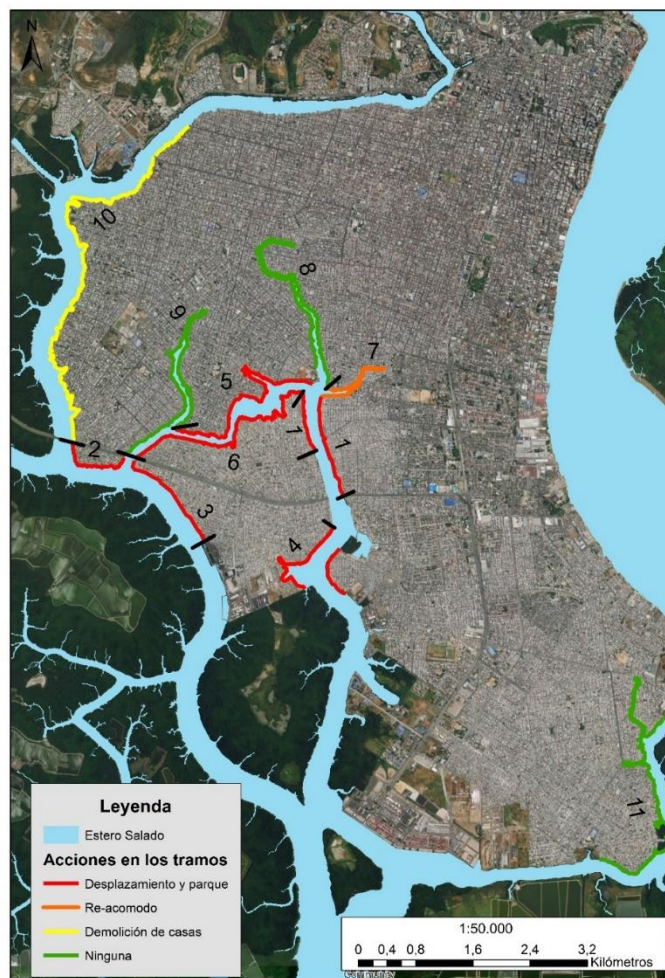 N
10
9
8
7
5
2
6
1
1
3
4
11
Leyenda
Estero Salado
Acciones en los tramos
Desplazamiento y parque
Re-acomodo
Demolición de casas
Ninguna
1:50.000
0 0,4 0,8 1,6 2,4 3,2
Kilómetros
Community